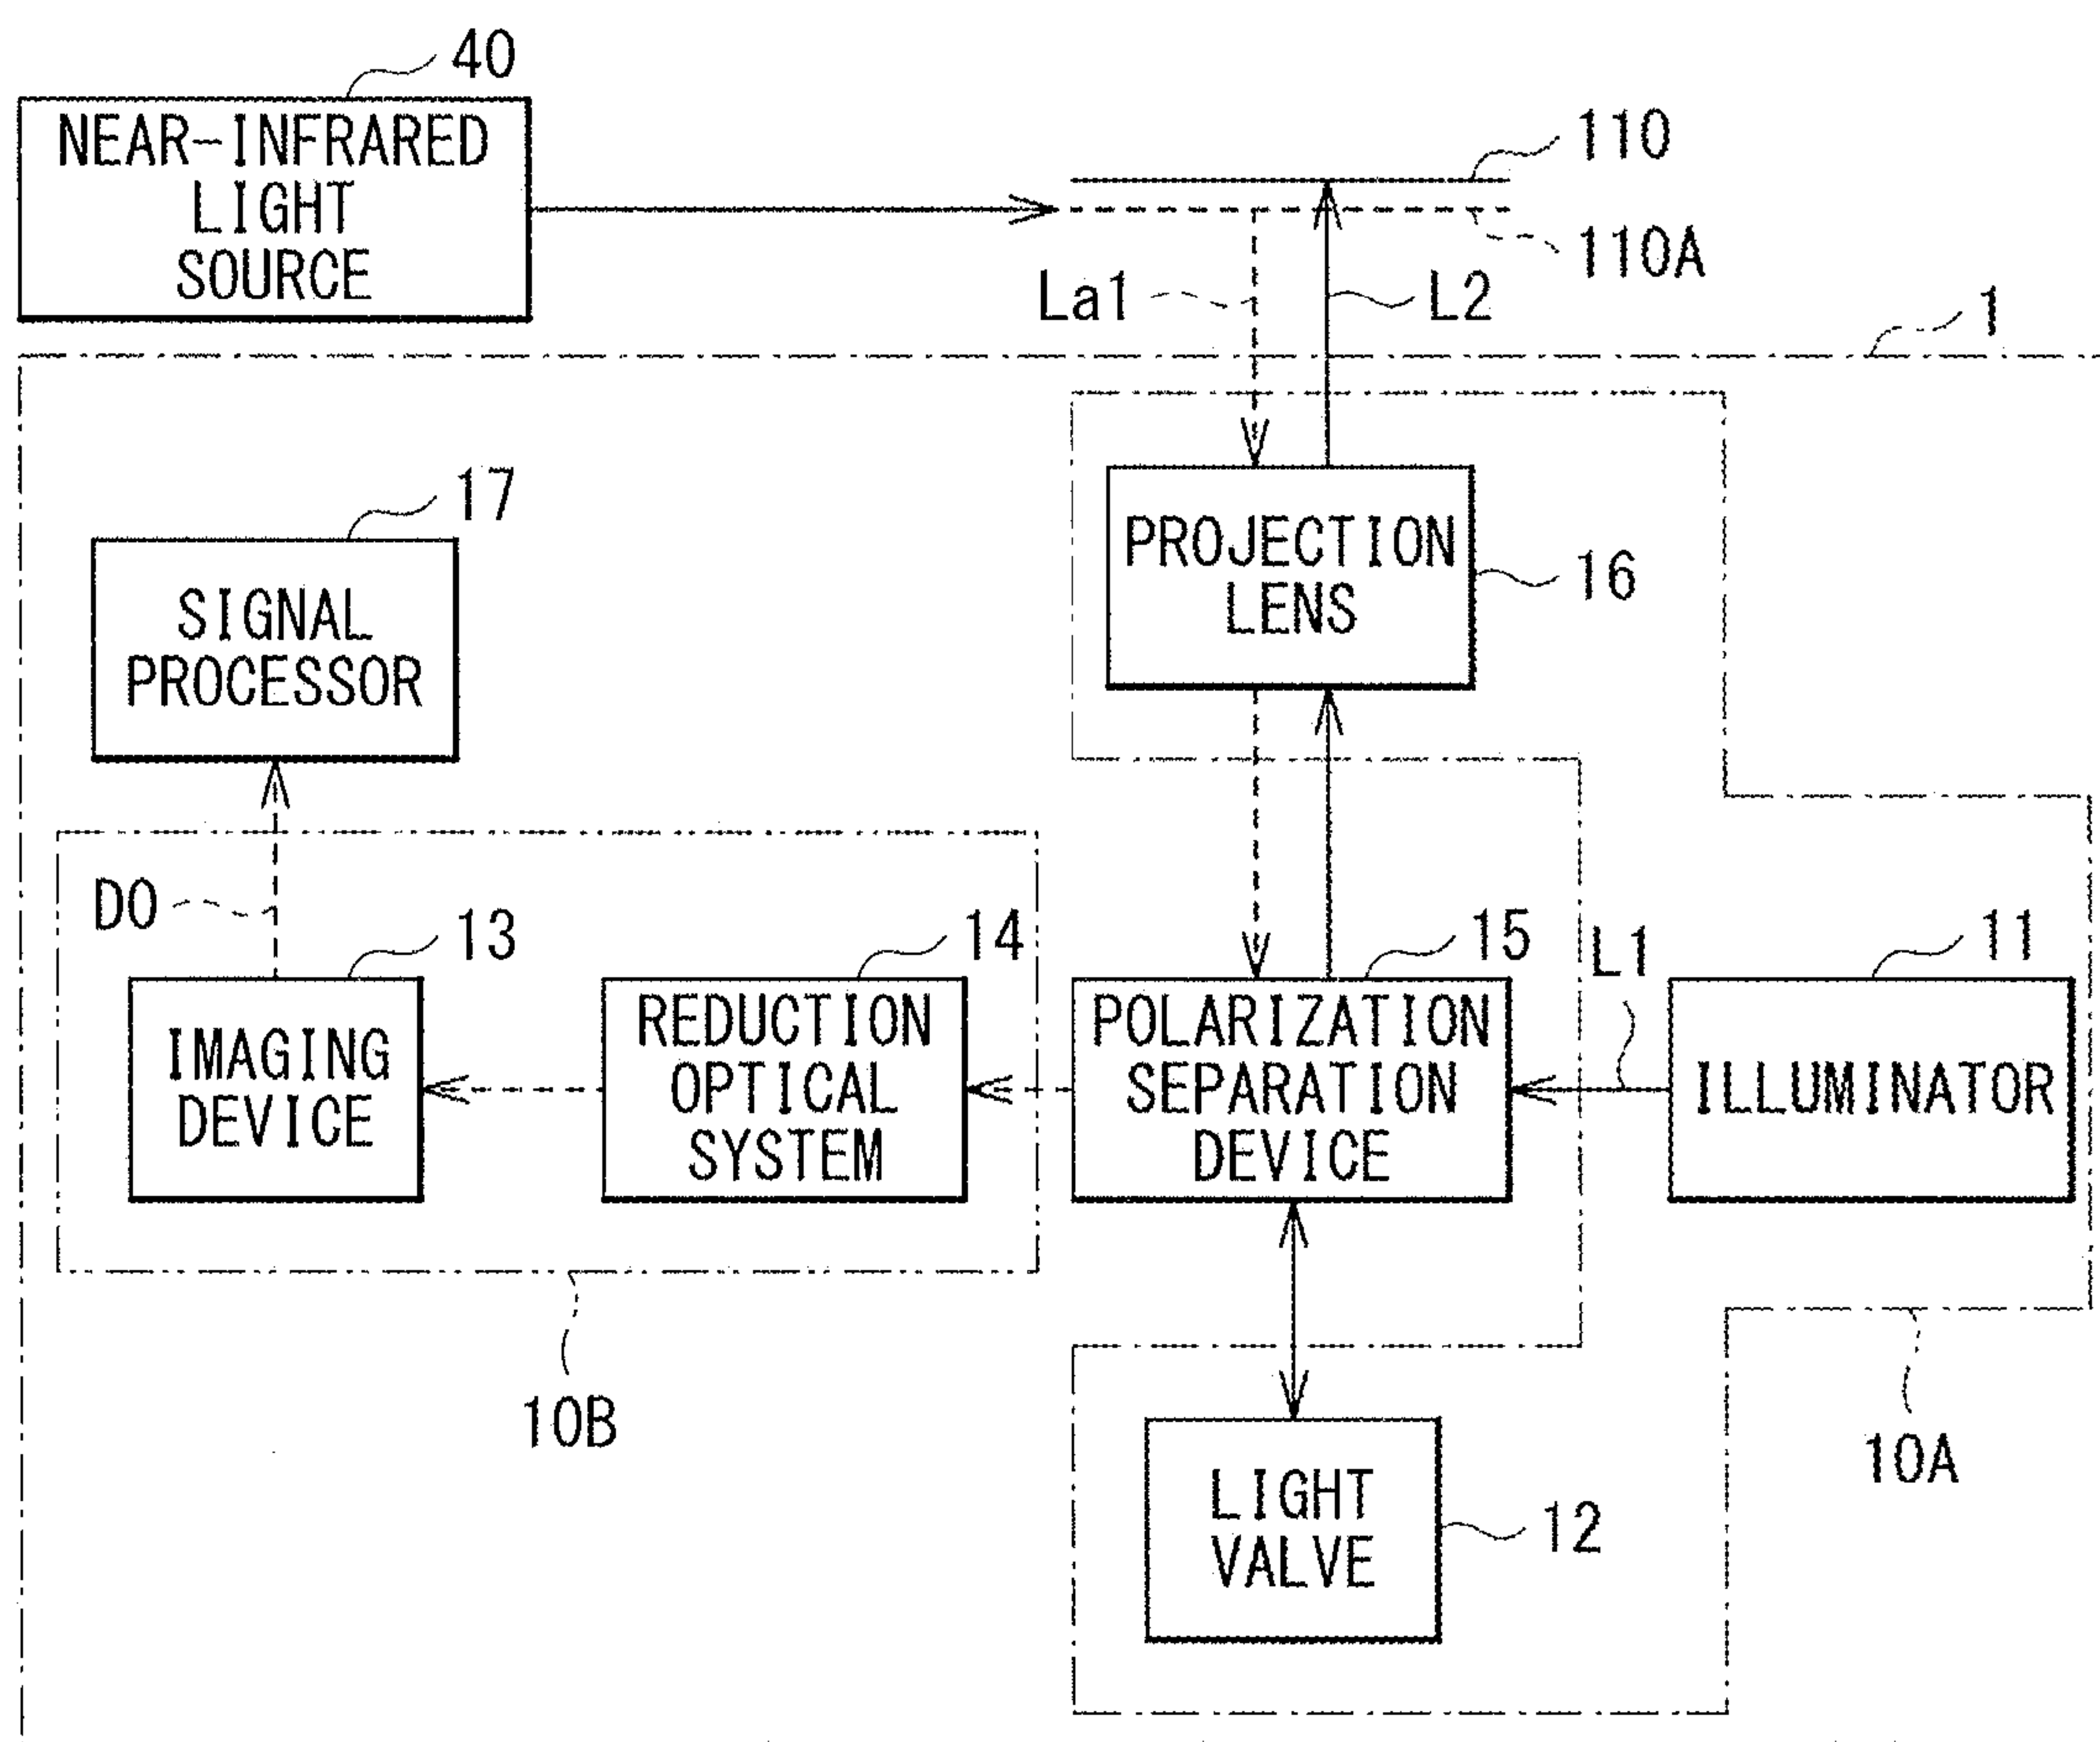 40
NEAR-INFRARED
LIGHT
SOURCE
110
110A
La1
L2
1
17
SIGNAL
PROCESSOR
PROJECTION
LENS
16
D0
13
14
15
L1
11
IMAGING
DEVICE
REDUCTION
OPTICAL
SYSTEM
POLARIZATION
SEPARATION
DEVICE
ILLUMINATOR
10B
10A
LIGHT
VALVE
12